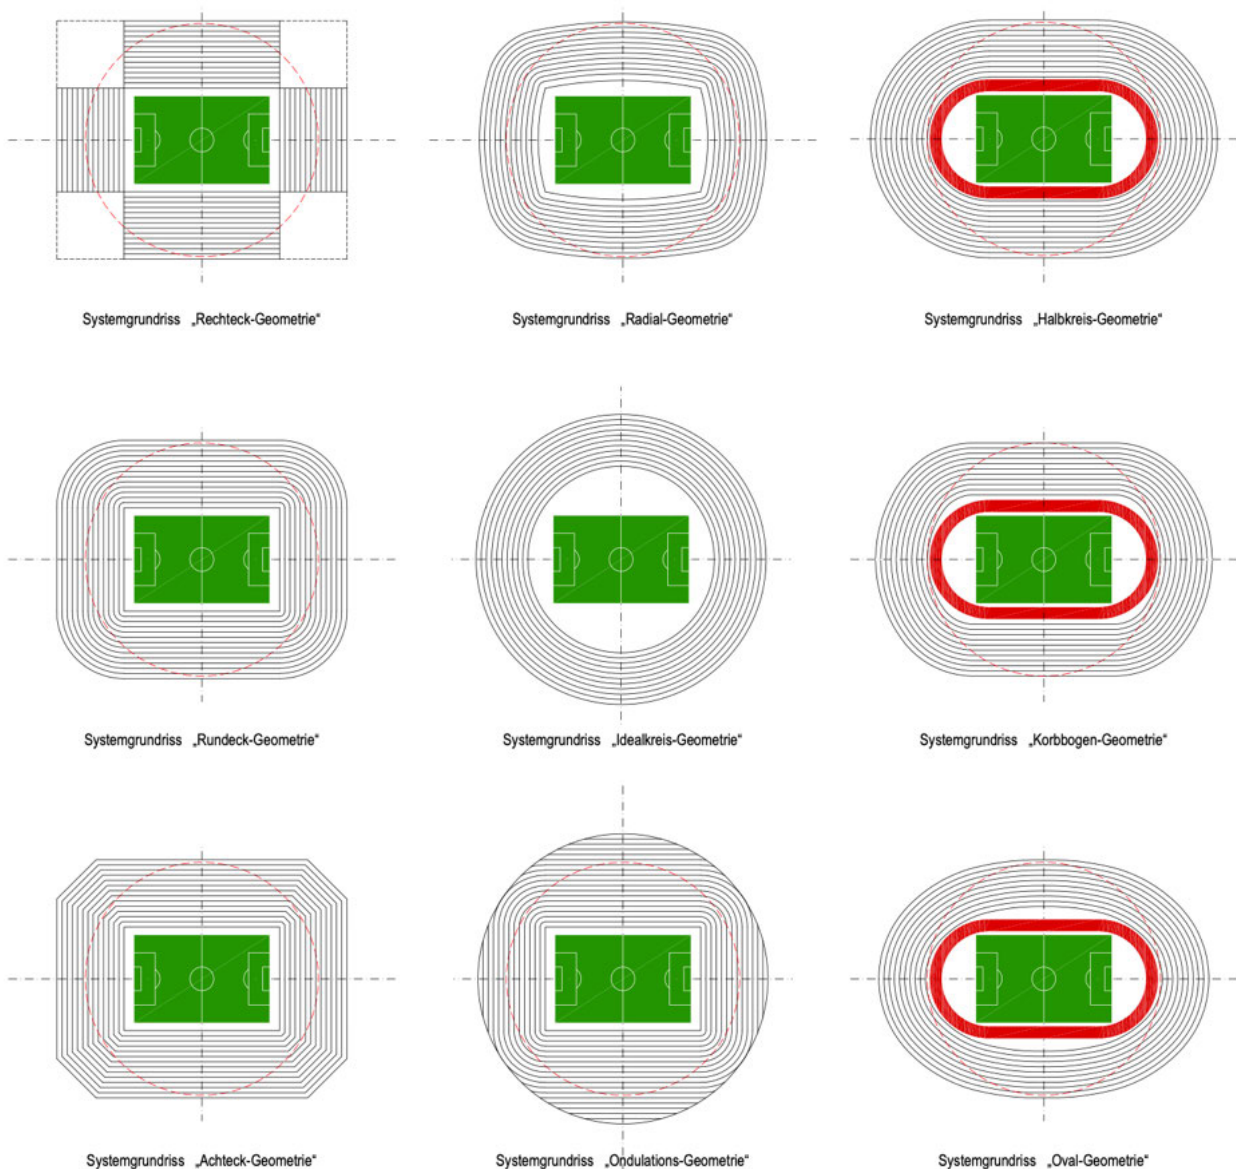 Systemgrundriss „Rechteck-Geometrie“
Systemgrundriss „Radial-Geometrie“
Systemgrundriss „Halbkreis-Geometrie“
Systemgrundriss „Rundeck-Geometrie“
Systemgrundriss „Idealkreis-Geometrie“
Systemgrundriss „Korbbogen-Geometrie“
Systemgrundriss „Achteck-Geometrie“
Systemgrundriss „Ondulations-Geometrie“
Systemgrundriss „Oval-Geometrie“